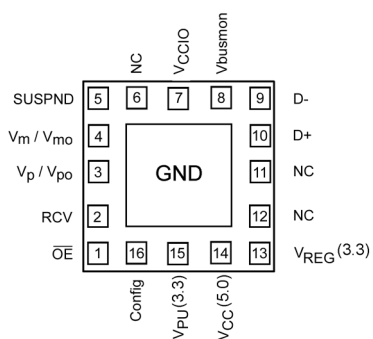 NC
VCCIO
Vbusmon
SUSPND 5 6 7 8 9 D-
Vm / Vmo 4 10 D+
Vp / Vpo 3 GND 11 NC
RCV 2 12 NC
OE 1 16 15 14 13 VREG(3.3)
Config
VPU(3.3)
VCC(5.0)